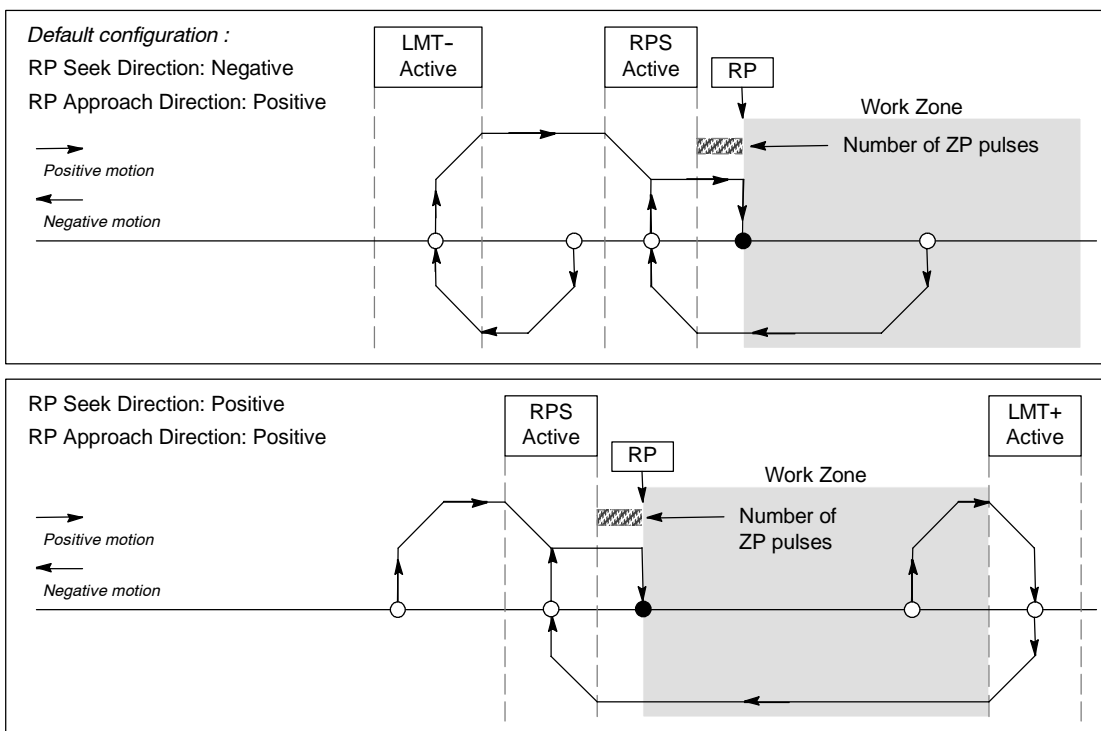 Default configuration :
RP Seek Direction: Negative
RP Approach Direction: Positive
LMT−
Active
RPS
Active
RP
Work Zone
Number of ZP pulses
Positive motion
Negative motion
RP Seek Direction: Positive
RP Approach Direction: Positive
RPS
Active
LMT+
Active
RP
Work Zone
Number of
ZP pulses
Positive motion
Negative motion